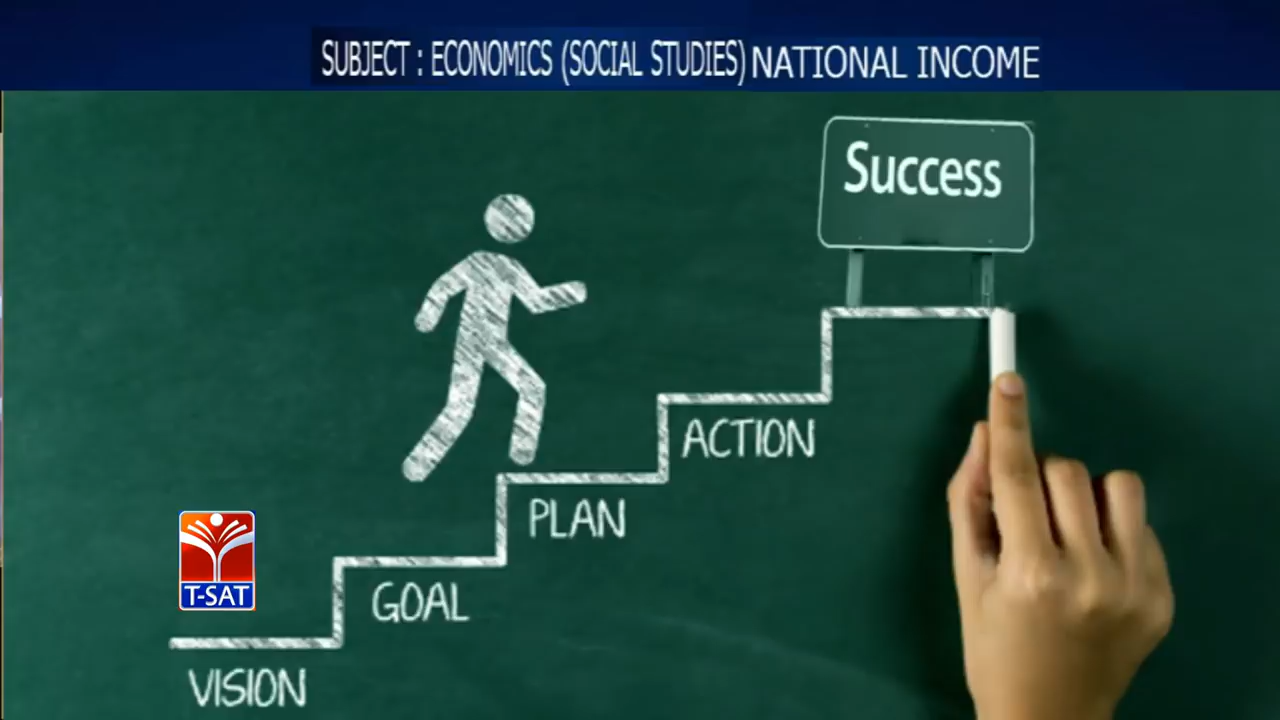 SUBJECT : ECONOMICS (SOCIAL STUDIES) NATIONAL INCOME
Success
ACTION
PLAN
GOAL
T-SAT
VISION